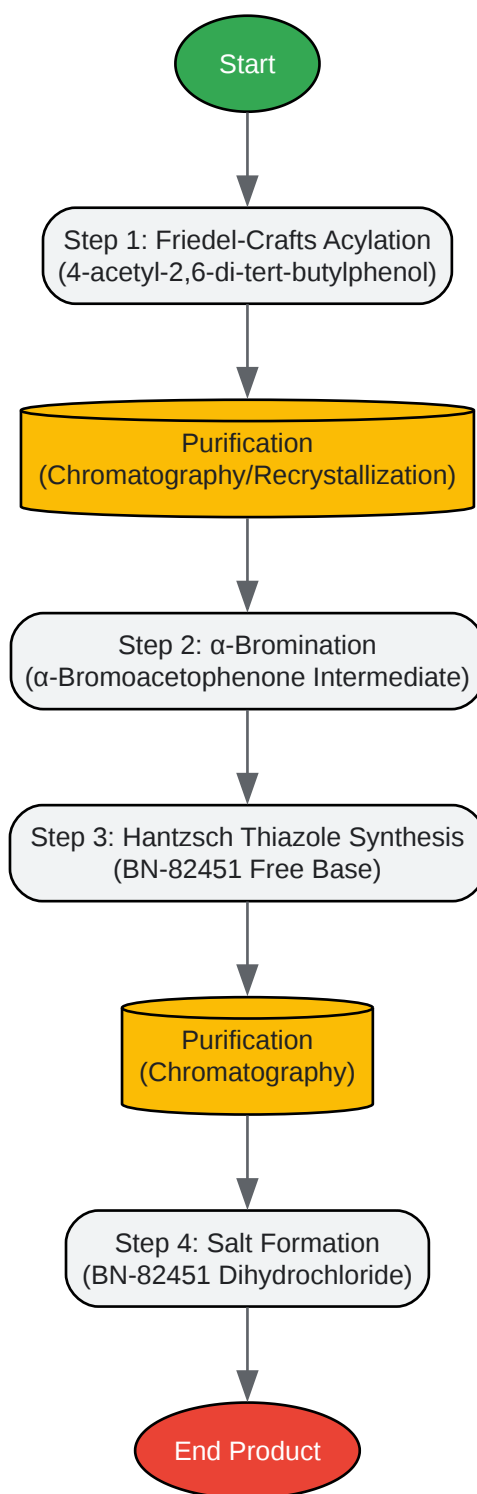 Start
Step 1: Friedel-Crafts Acylation
(4-acetyl-2,6-di-tert-butylphenol)
Purification
(Chromatography/Recrystallization)
Step 2: α-Bromination
(α-Bromoacetophenone Intermediate)
Step 3: Hantzsch Thiazole Synthesis
(BN-82451 Free Base)
Purification
(Chromatography)
Step 4: Salt Formation
(BN-82451 Dihydrochloride)
End Product